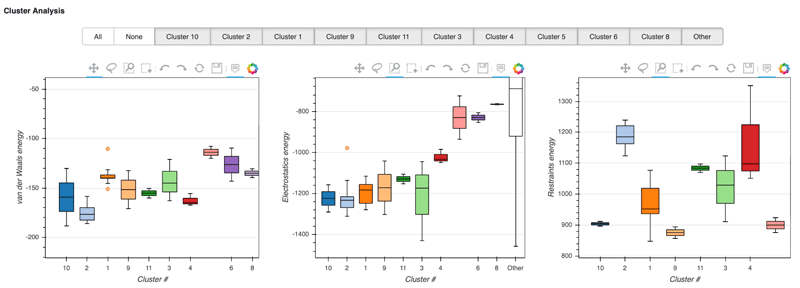 Cluster Analysis
All None Cluster 10 Cluster 2 Cluster 1 Cluster 9 Cluster 11 Cluster 3 Cluster 4 Cluster 5 Cluster 6 Cluster 8 Other
van der Waals energy
-50
-100
-150
-200
10 2 1 9 11 3 4 6 8
Cluster #
Electrostatics energy
-800
-1000
-1200
-1400
10 2 1 9 11 3 4 6 8 Other
Cluster #
Restraints energy
1300
1200
1100
1000
900
800
10 2 1 9 11 3 4
Cluster #